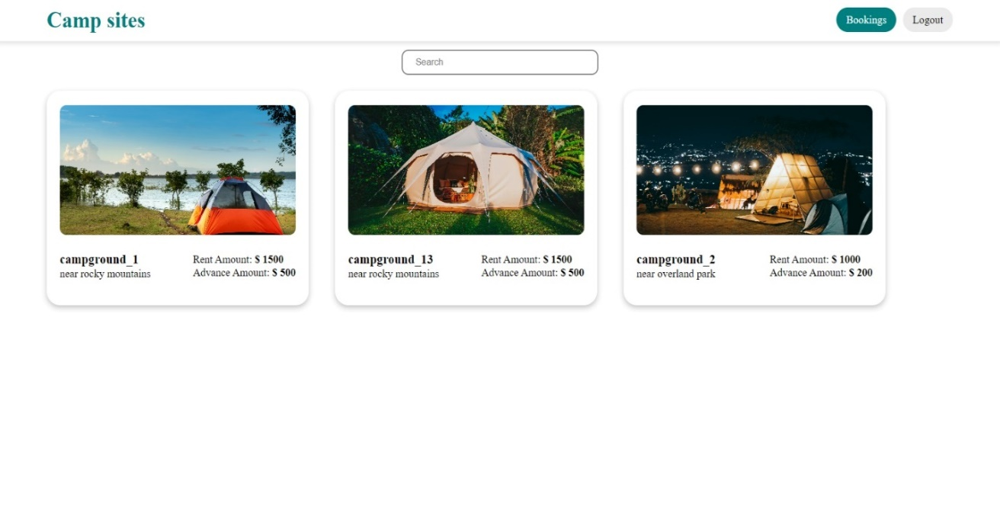 Camp sites
Bookings
Logout
Search
campground_1
near rocky mountains
Rent Amount: $ 1500
Advance Amount: $ 500
campground_13
near rocky mountains
Rent Amount: $ 1500
Advance Amount: $ 500
campground_2
near overland park
Rent Amount: $ 1000
Advance Amount: $ 200